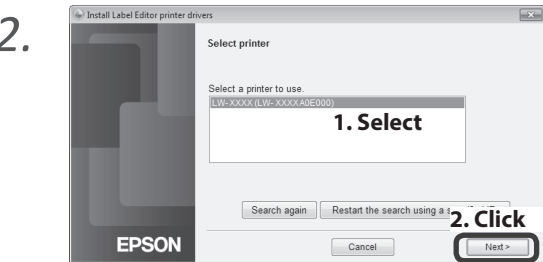 2.
Install Label Editor printer drivers
Select printer
Select a printer to use.
LW-XXXX (LW-XXXXA0E000)
1. Select
Search again
Restart the search using a s
2. Click
EPSON
Cancel
Next >